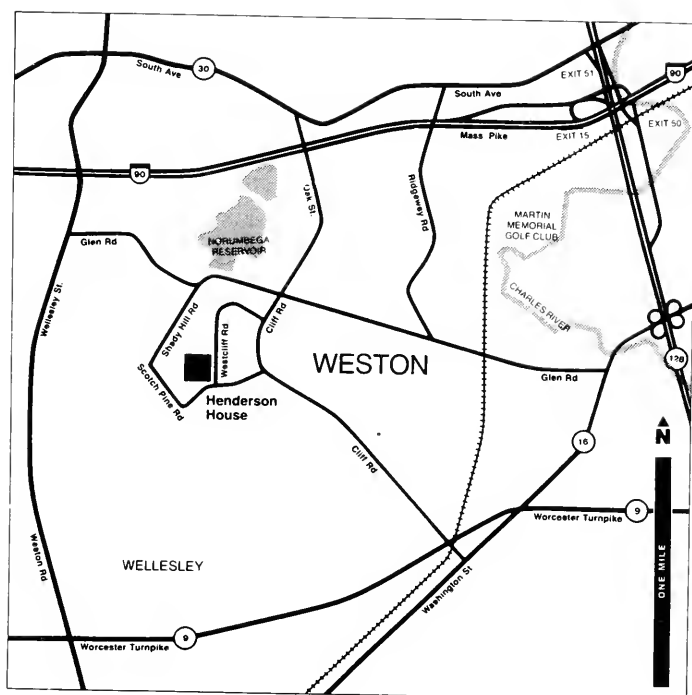 South Ave
30
South Ave
EXIT 51
90
Mass Pike
EXIT 15
EXIT 50
90
Oak St.
Ridgeway Rd
NORUMBEGA
RESERVOIR
MARTIN
MEMORIAL
GOLF CLUB
Glen Rd
CHARLES RIVER
Wellesley St.
Shady Hill Rd
Westcliff Rd
Cliff Rd
WESTON
128
Scotch Pine Rd
Glen Rd
Henderson
House
N
16
Cliff Rd
Weston Rd
WELLESLEY
Worcester Turnpike
9
ONE MILE
Washington St
Worcester Turnpike
9